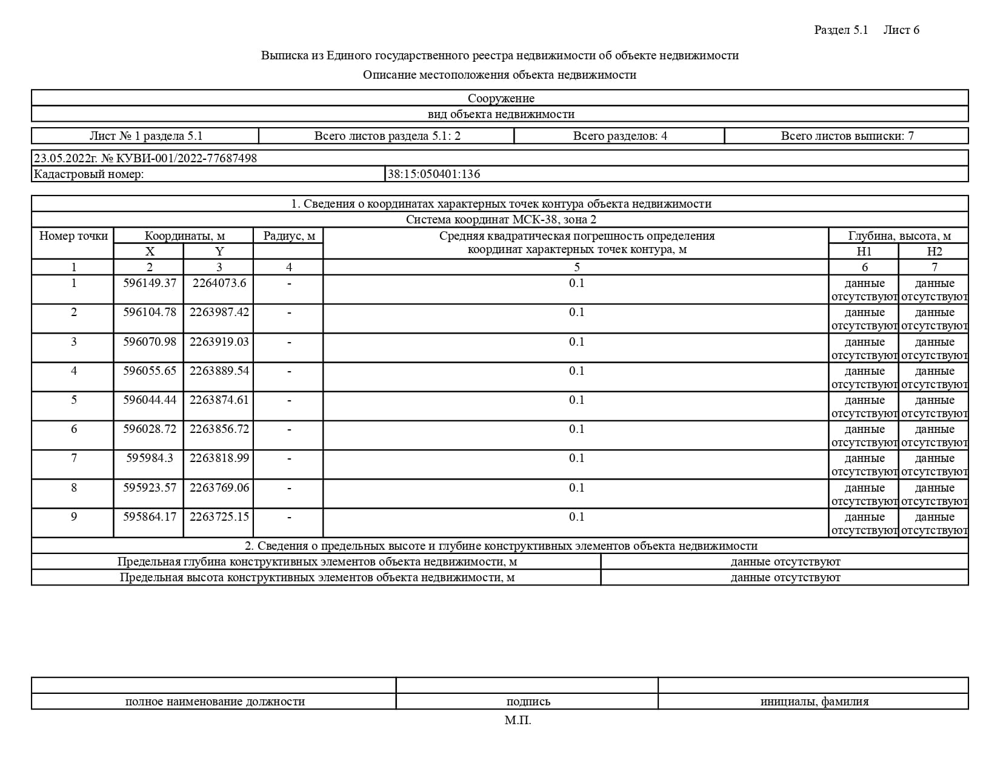 Раздел 5.1 Лист 6
Выписка из Единого государственного реестра недвижимости об объекте недвижимости
Описание местоположения объекта недвижимости
Сооружение
вид объекта недвижимости
Лист № 1 раздела 5.1 Всего листов раздела 5.1: 2 Всего разделов: 4 Всего листов выписки: 7
23.05.2022г. № КУВИ-001/2022-77687498
Кадастровый номер: 38:15:050401:136
1. Сведения о координатах характерных точек контура объекта недвижимости
Система координат МСК-38, зона 2
Номер точки Координаты, м Радиус, м Средняя квадратическая погрешность определения Глубина, высота, м
X Y координат характерных точек контура, м H1 H2
1 2 3 4 5 6 7
1 596149.37 2264073.6 - 0.1 данные данные
отсутствуют отсутствуют
2 596104.78 2263987.42 - 0.1 данные данные
отсутствуют отсутствуют
3 596070.98 2263919.03 - 0.1 данные данные
отсутствуют отсутствуют
4 596055.65 2263889.54 - 0.1 данные данные
отсутствуют отсутствуют
5 596044.44 2263874.61 - 0.1 данные данные
отсутствуют отсутствуют
6 596028.72 2263856.72 - 0.1 данные данные
отсутствуют отсутствуют
7 595984.3 2263818.99 - 0.1 данные данные
отсутствуют отсутствуют
8 595923.57 2263769.06 - 0.1 данные данные
отсутствуют отсутствуют
9 595864.17 2263725.15 - 0.1 данные данные
отсутствуют отсутствуют
2. Сведения о предельных высоте и глубине конструктивных элементов объекта недвижимости
Предельная глубина конструктивных элементов объекта недвижимости, м данные отсутствуют
Предельная высота конструктивных элементов объекта недвижимости, м данные отсутствуют
полное наименование должности подпись инициалы, фамилия
М.П.